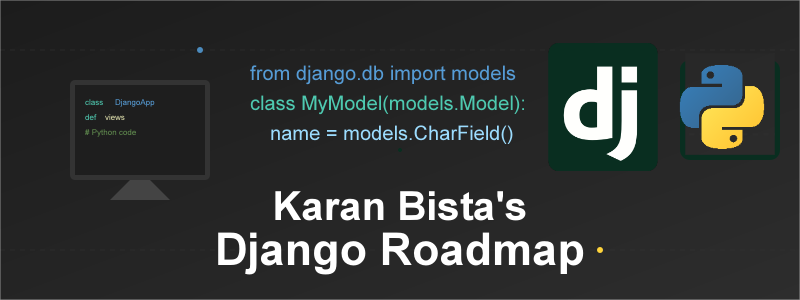 class DjangoApp
def views
# Python code
from django.db import models
class MyModel(models.Model):
name = models.CharField()
dj
Karan Bista's
Django Roadmap